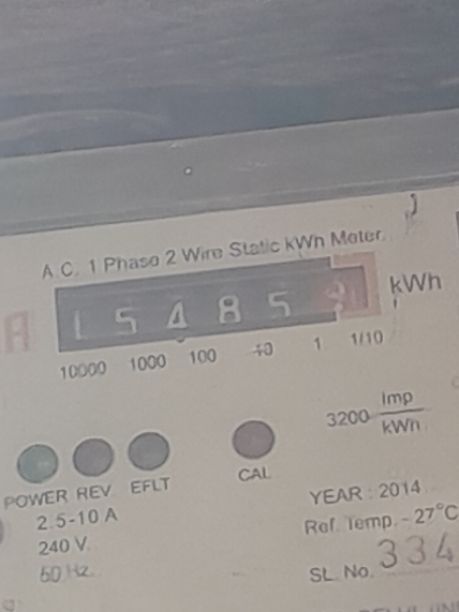 A.C. 1 Phase 2 Wire Static kWh Meter
15485 kWh
10000 1000 100 10 1 1/10
3200 Imp/kWh
POWER REV EFLT CAL
2.5-10 A
240 V.
50 Hz.
YEAR : 2014
Ref. Temp. - 27°C
SL. No. 334